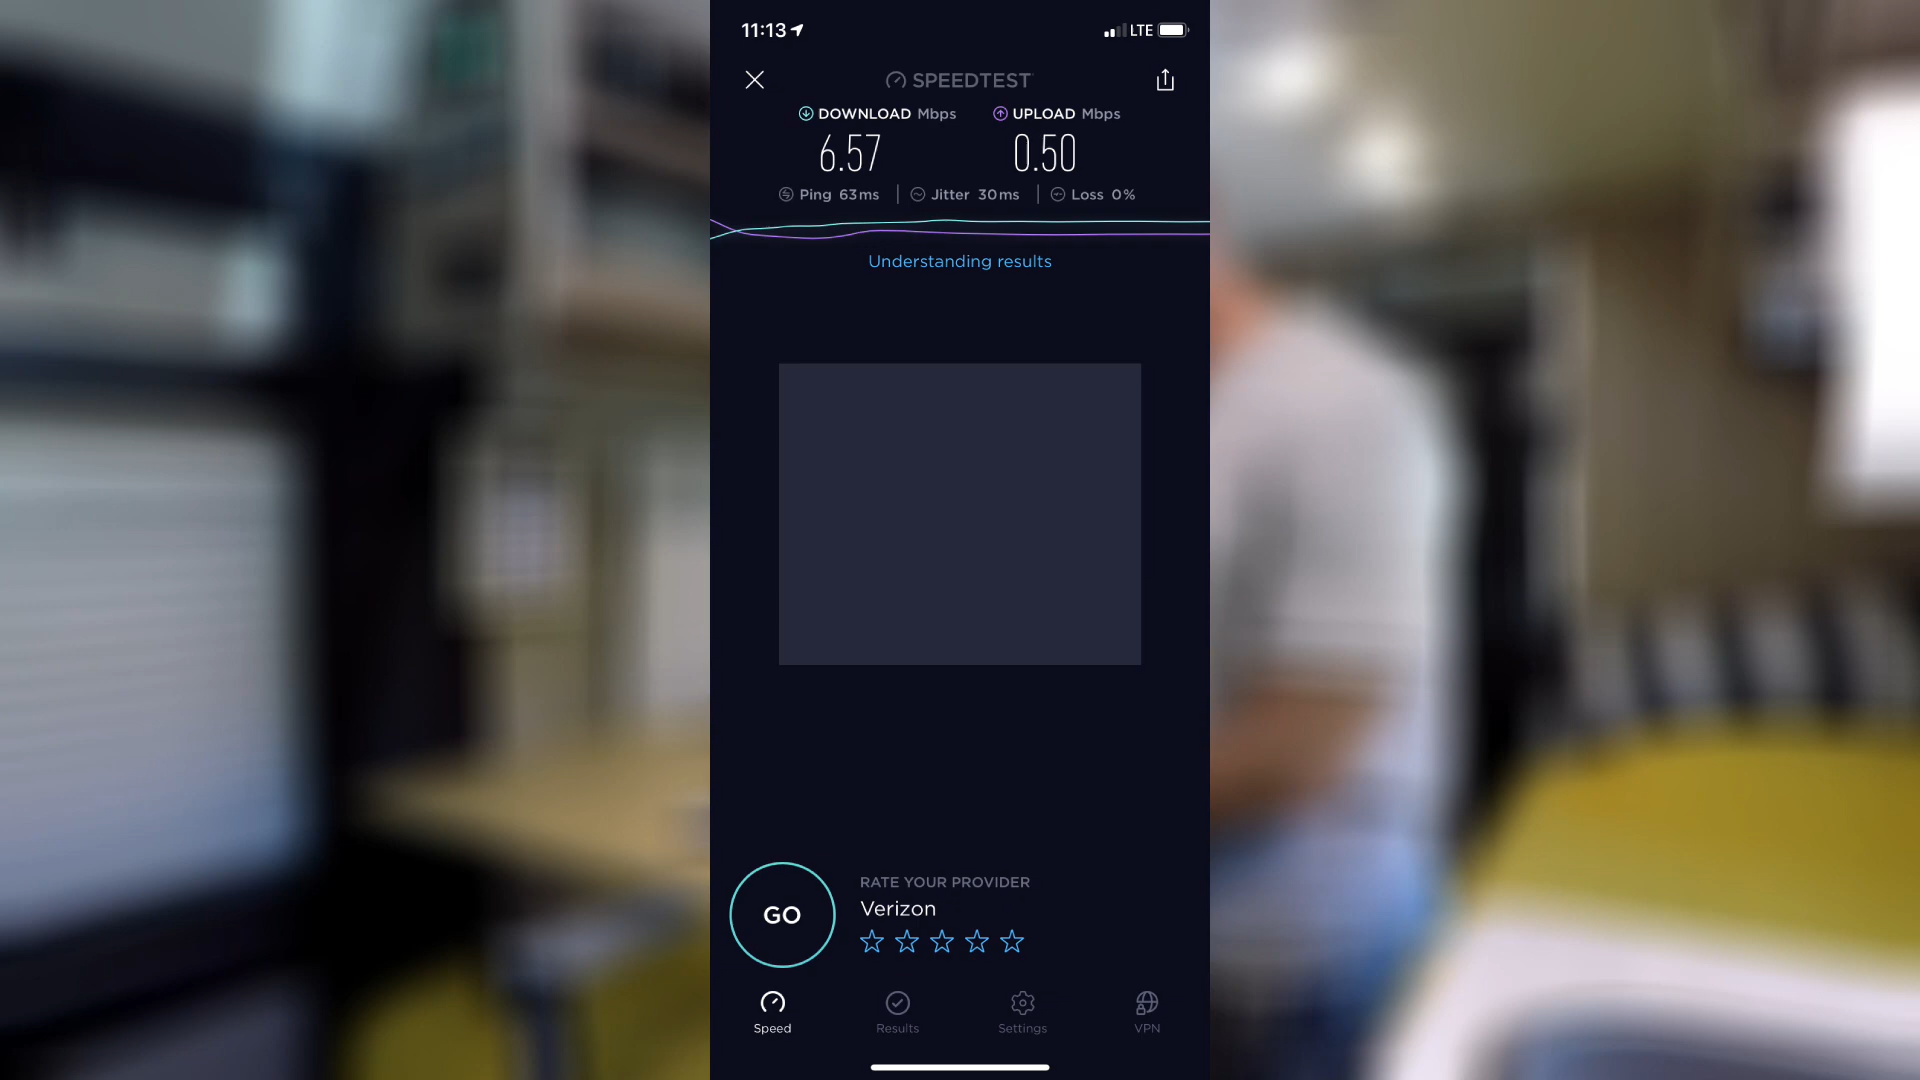 11:13 LTE
SPEEDTEST
DOWNLOAD Mbps UPLOAD Mbps
6.57 0.50
Ping 63ms Jitter 30ms Loss 0%
Understanding results
RATE YOUR PROVIDER
Verizon
GO
Speed Results Settings VPN